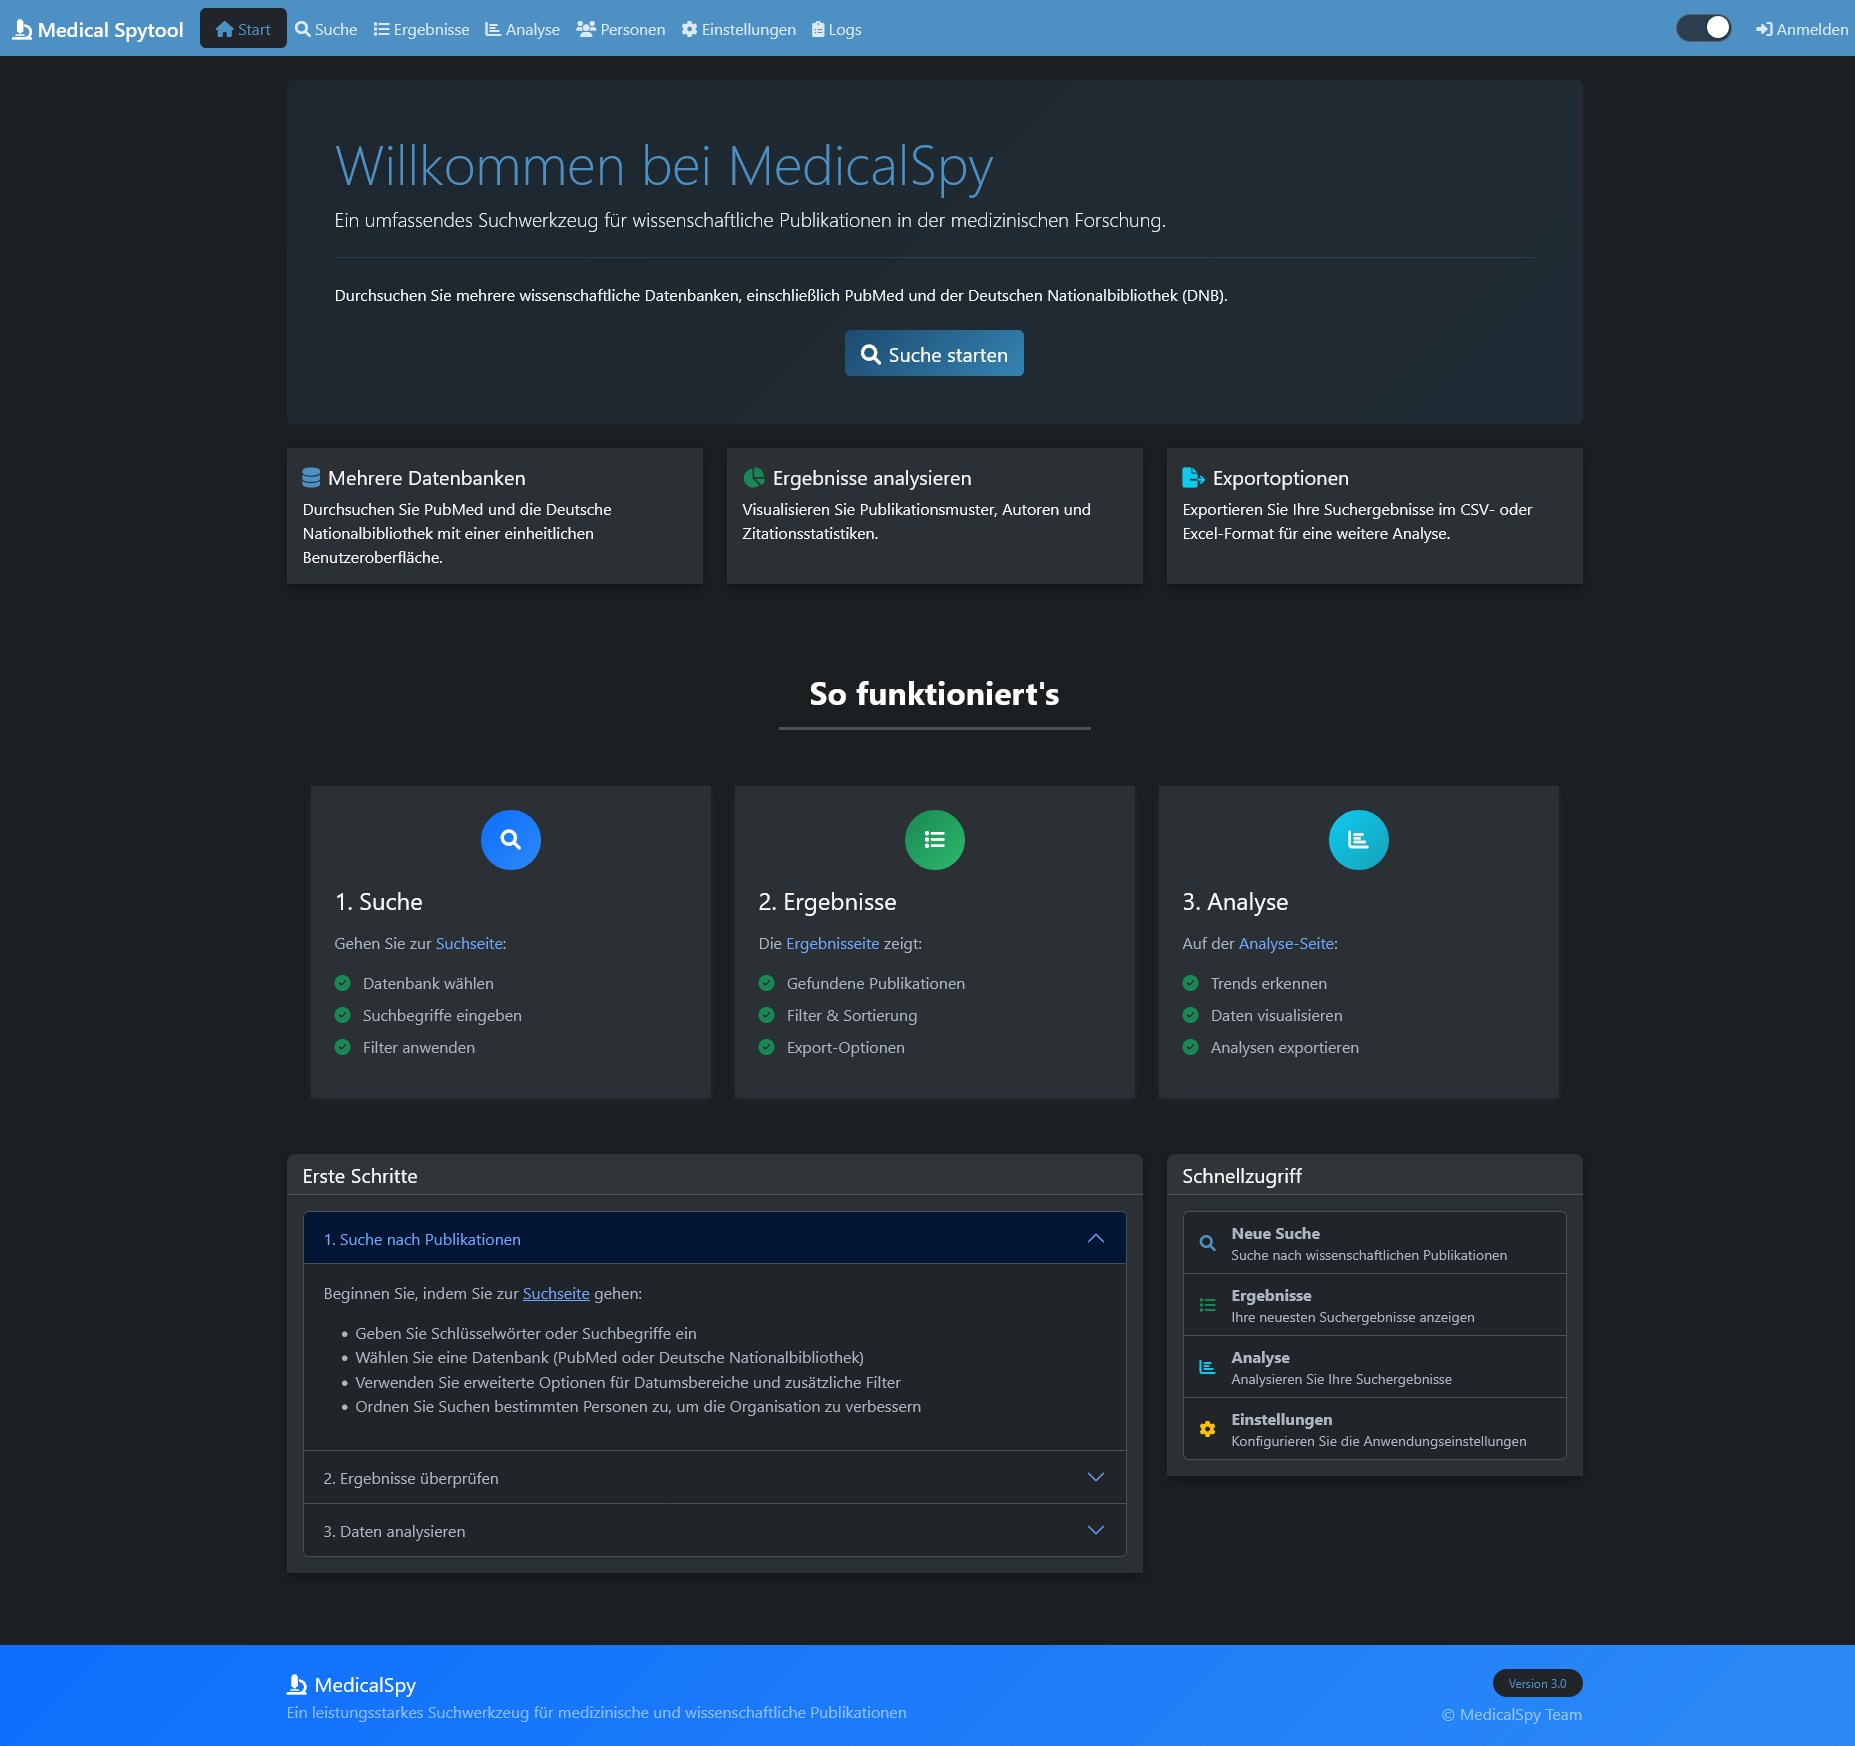 Medical Spytool
Start
Suche
Ergebnisse
Analyse
Personen
Einstellungen
Logs
Anmelden
Willkommen bei MedicalSpy
Ein umfassendes Suchwerkzeug für wissenschaftliche Publikationen in der medizinischen Forschung.
Durchsuchen Sie mehrere wissenschaftliche Datenbanken, einschließlich PubMed und der Deutschen Nationalbibliothek (DNB).
Suche starten
Mehrere Datenbanken
Durchsuchen Sie PubMed und die Deutsche
Nationalbibliothek mit einer einheitlichen
Benutzeroberfläche.
Ergebnisse analysieren
Visualisieren Sie Publikationsmuster, Autoren und
Zitationsstatistiken.
Exportoptionen
Exportieren Sie Ihre Suchergebnisse im CSV- oder
Excel-Format für eine weitere Analyse.
So funktioniert's
1. Suche
Gehen Sie zur Suchseite:
Datenbank wählen
Suchbegriffe eingeben
Filter anwenden
2. Ergebnisse
Die Ergebnisseite zeigt:
Gefundene Publikationen
Filter & Sortierung
Export-Optionen
3. Analyse
Auf der Analyse-Seite:
Trends erkennen
Daten visualisieren
Analysen exportieren
Erste Schritte
1. Suche nach Publikationen
Beginnen Sie, indem Sie zur Suchseite gehen:
• Geben Sie Schlüsselwörter oder Suchbegriffe ein
• Wählen Sie eine Datenbank (PubMed oder Deutsche Nationalbibliothek)
• Verwenden Sie erweiterte Optionen für Datumsbereiche und zusätzliche Filter
• Ordnen Sie Suchen bestimmten Personen zu, um die Organisation zu verbessern
2. Ergebnisse überprüfen
3. Daten analysieren
Schnellzugriff
Neue Suche
Suche nach wissenschaftlichen Publikationen
Ergebnisse
Ihre neuesten Suchergebnisse anzeigen
Analyse
Analysieren Sie Ihre Suchergebnisse
Einstellungen
Konfigurieren Sie die Anwendungseinstellungen
MedicalSpy
Ein leistungsstarkes Suchwerkzeug für medizinische und wissenschaftliche Publikationen
Version 3.0
© MedicalSpy Team